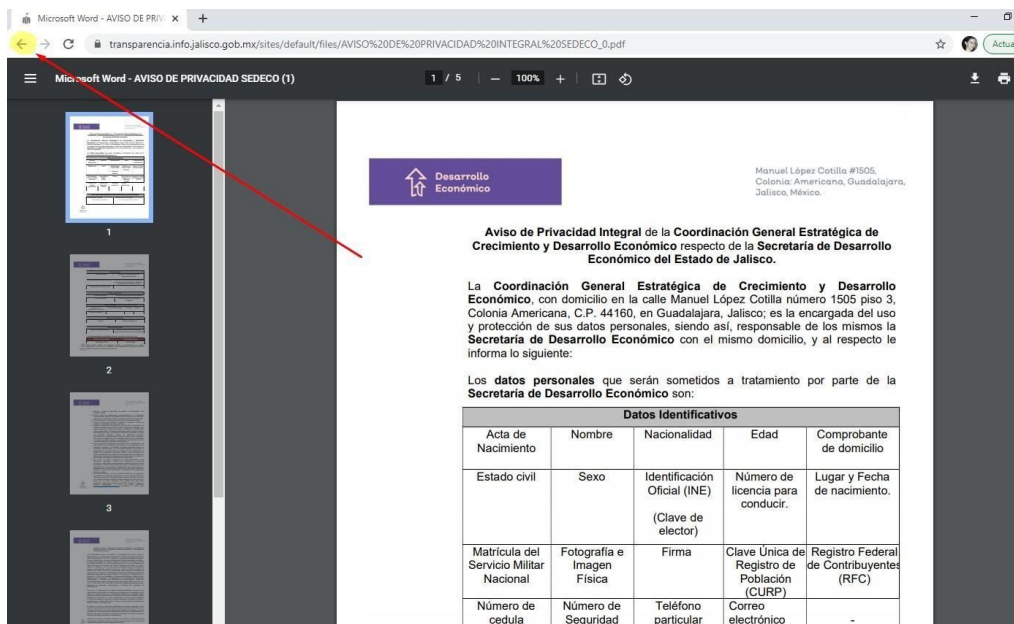 Microsoft Word - AVISO DE PRIV
transparencia.info.jalisco.gob.mx/sites/default/files/AVISO%20DE%20PRIVACIDAD%20INTEGRAL%20SEDECO_0.pdf
Actua
Microsoft Word - AVISO DE PRIVACIDAD SEDECO (1)
1 / 5
100%
1
2
3
Desarrollo
Económico
Manuel López Cotilla #1505,
Colonia: Americana, Guadalajara,
Jalisco, México.
Aviso de Privacidad Integral de la Coordinación General Estratégica de
Crecimiento y Desarrollo Económico respecto de la Secretaría de Desarrollo
Económico del Estado de Jalisco.
La Coordinación General Estratégica de Crecimiento y Desarrollo
Económico, con domicilio en la calle Manuel López Cotilla número 1505 piso 3,
Colonia Americana, C.P. 44160, en Guadalajara, Jalisco; es la encargada del uso
y protección de sus datos personales, siendo así, responsable de los mismos la
Secretaría de Desarrollo Económico con el mismo domicilio, y al respecto le
informa lo siguiente:
Los datos personales que serán sometidos a tratamiento por parte de la
Secretaría de Desarrollo Económico son:
Datos Identificativos
Acta de
Nacimiento
Nombre
Nacionalidad
Edad
Comprobante
de domicilio
Estado civil
Sexo
Identificación
Oficial (INE)
(Clave de
elector)
Número de
licencia para
conducir.
Lugar y Fecha
de nacimiento.
Matrícula del
Servicio Militar
Nacional
Fotografía e
Imagen
Física
Firma
Clave Única de
Registro de
Población
(CURP)
Registro Federal
de Contribuyentes
(RFC)
Número de
cedula
Número de
Seguridad
Teléfono
particular
Correo
electrónico
-